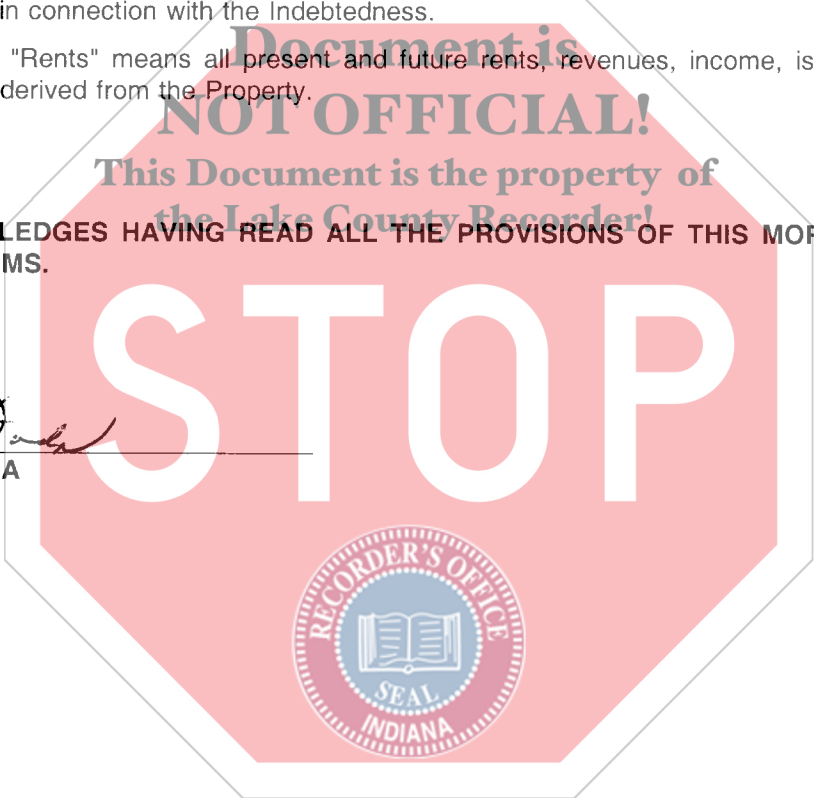 in connection with the Indebtedness.
Document is
"Rents" means all present and future rents, revenues, income, is
derived from the Property.
NOT OFFICIAL!
This Document is the property of
the Lake County Recorder!
LEDGES HAVING READ ALL THE PROVISIONS OF THIS MOR
MS.
STOP
A
RECORDER'S OFFICE
SEAL
INDIANA